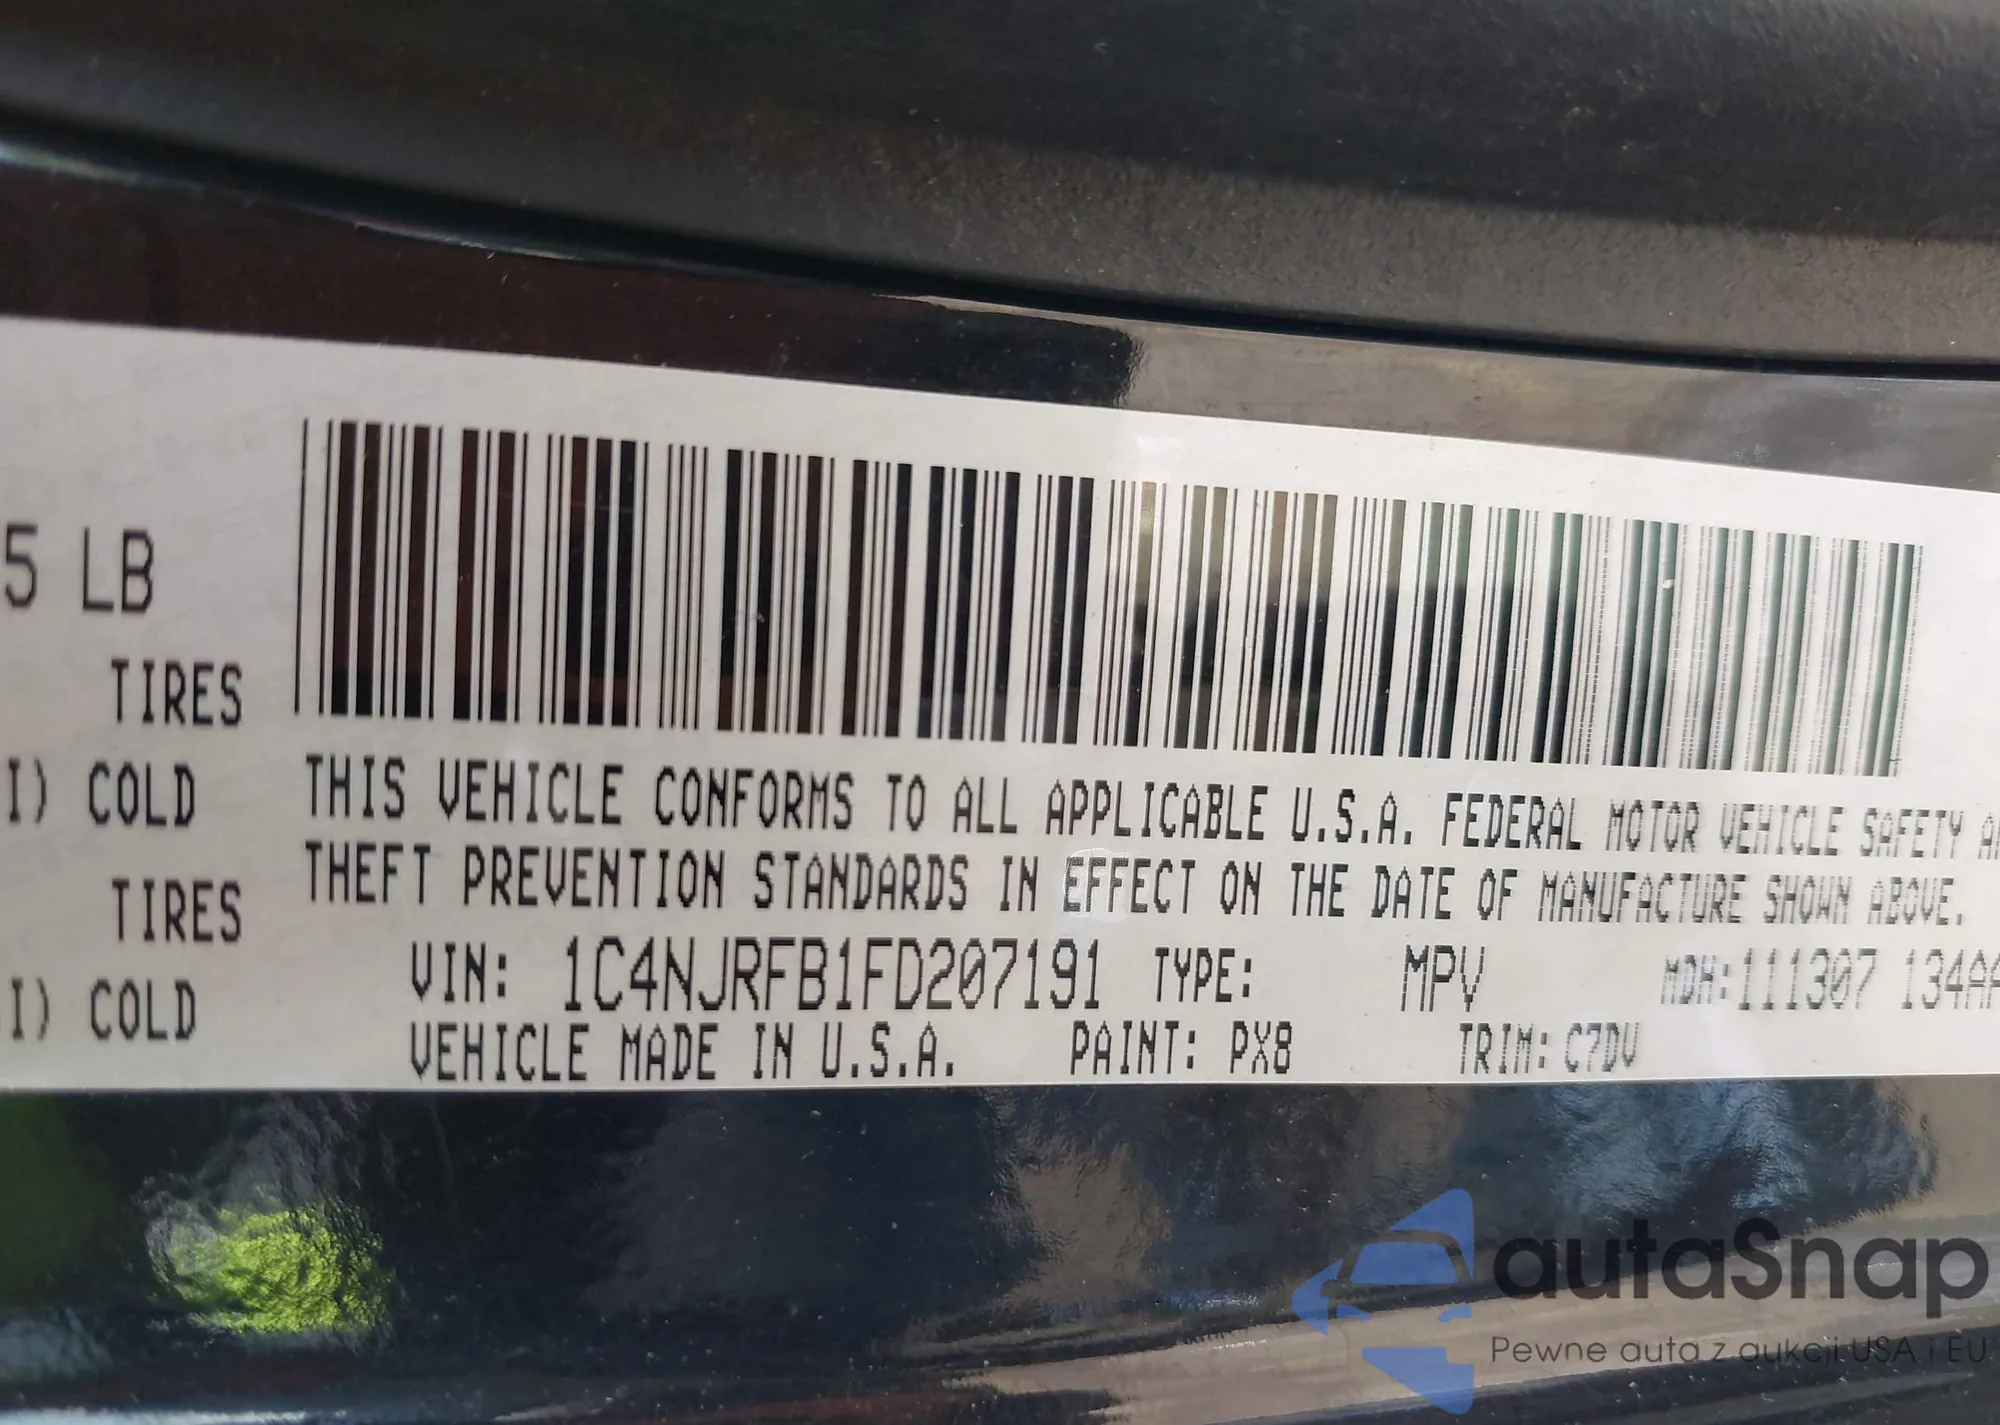 5 LB
TIRES
I) COLD
TIRES
I) COLD
THIS VEHICLE CONFORMS TO ALL APPLICABLE U.S.A. FEDERAL MOTOR VEHICLE SAFETY
THEFT PREVENTION STANDARDS IN EFFECT ON THE DATE OF MANUFACTURE SHOWN ABOVE.
VIN: 1C4NJRFB1FD207191 TYPE: MPV MDH:111307 134AA
VEHICLE MADE IN U.S.A. PAINT: PX8 TRIM: C7DV
autaSnap
Pewne auta z aukcji USA i EU